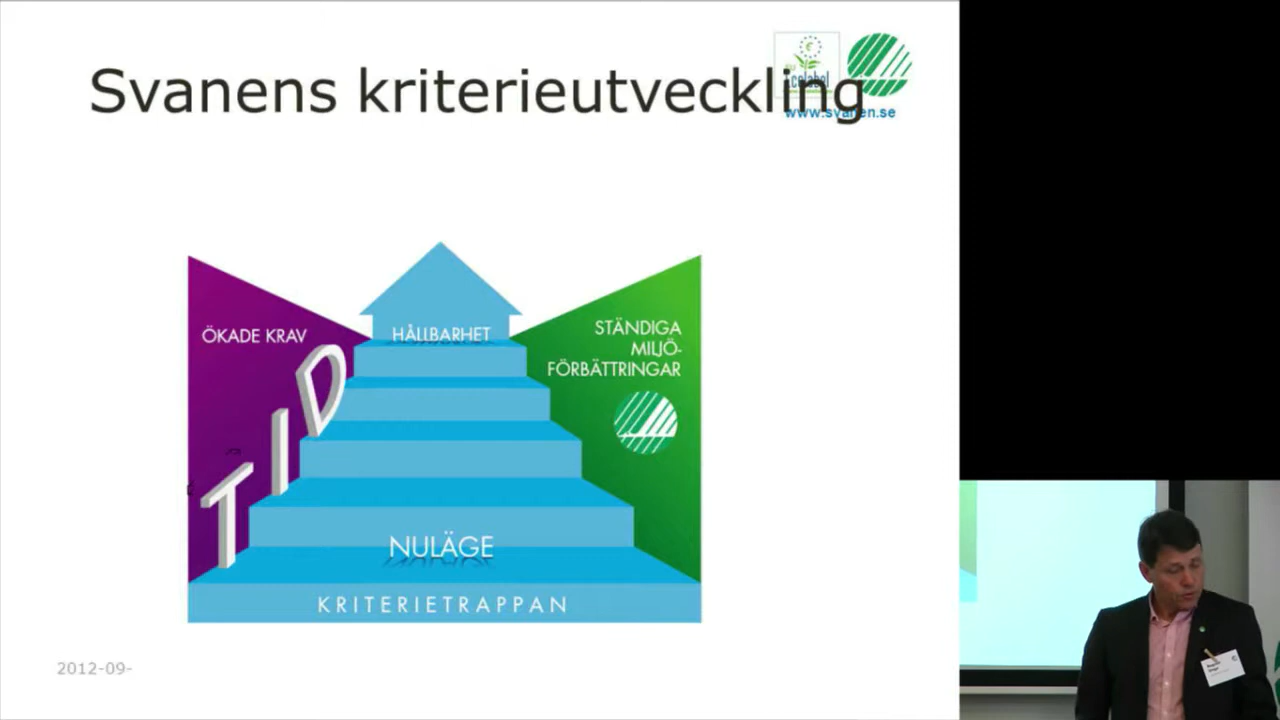 Svanens kriterieutveckling
www.svanen.se
ÖKADE KRAV
HÅLLBARHET
STÄNDIGA
MILJÖ-
FÖRBÄTTRINGAR
TID
NULÄGE
KRITERIETRAPPAN
2012-09-